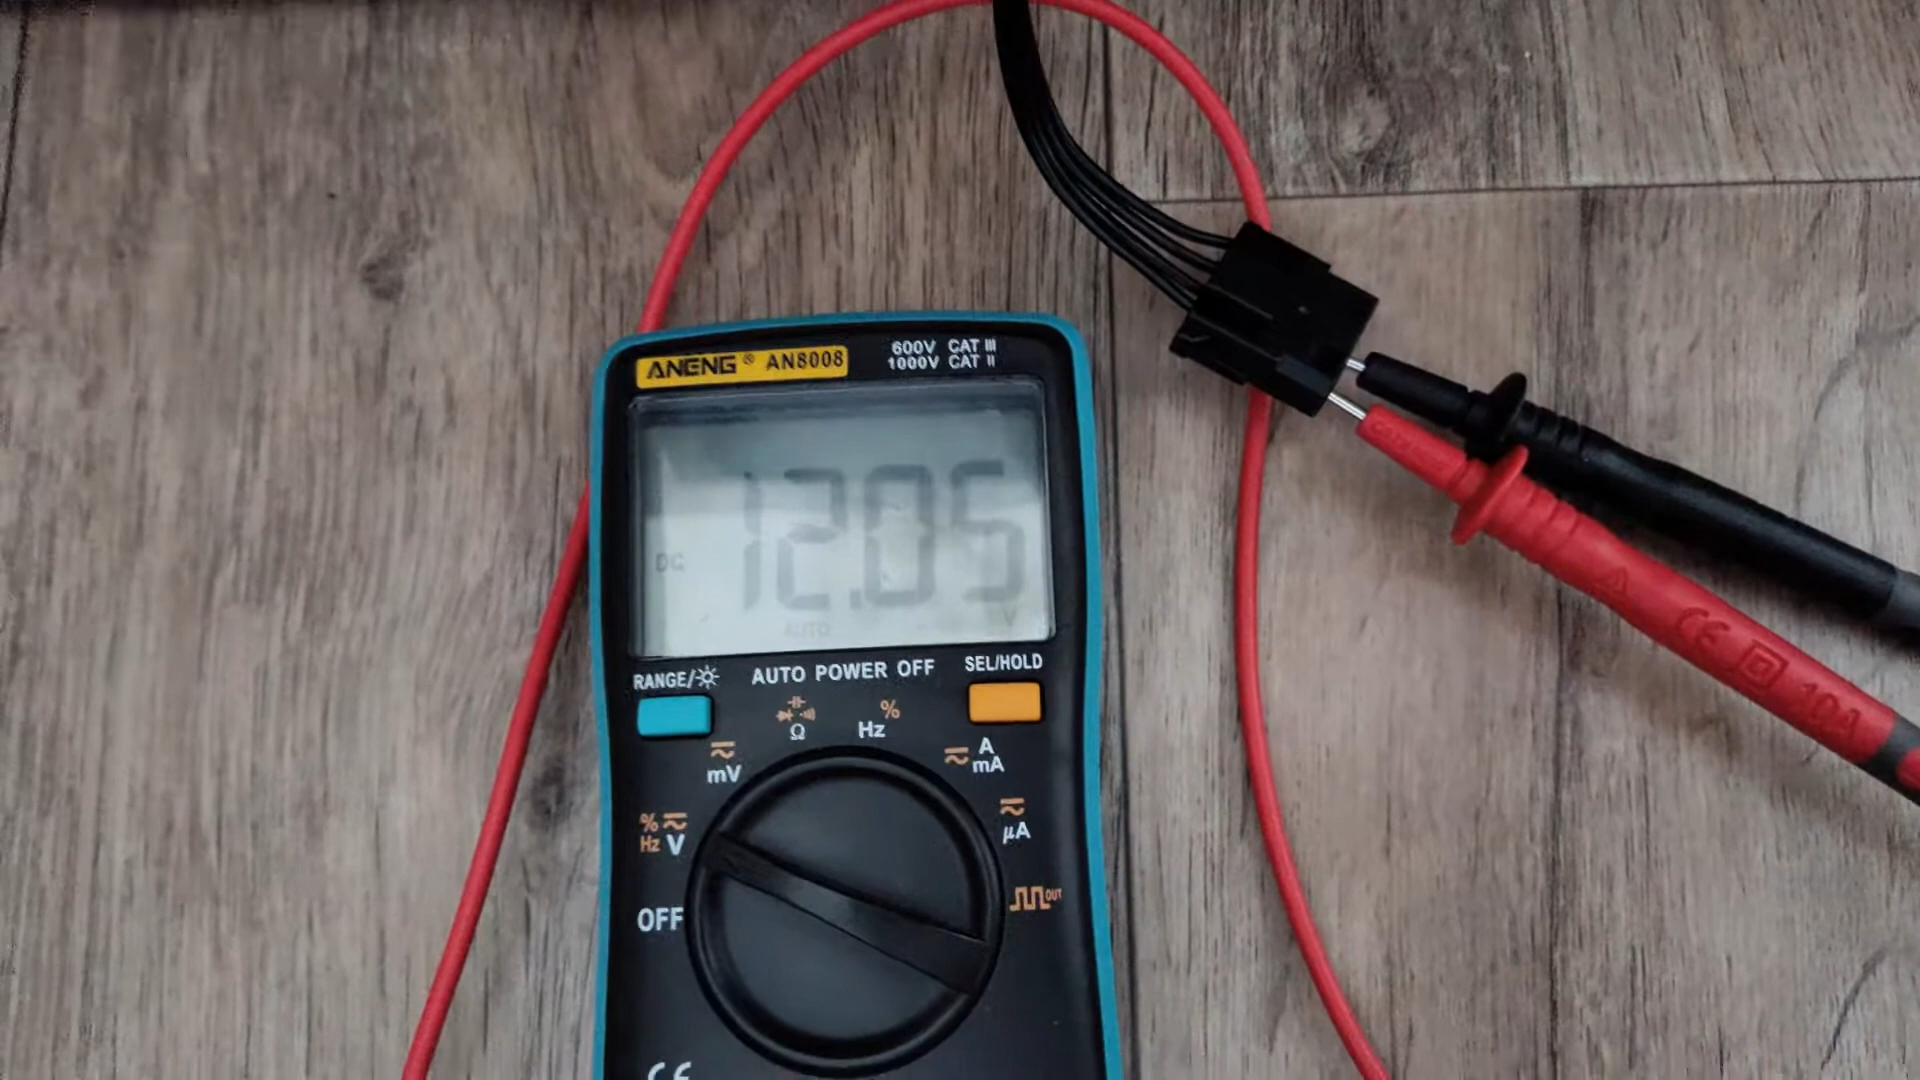 ANENG ® AN8008
600V CAT III
1000V CAT II
12.05
DC
AUTO
V
RANGE/
AUTO POWER OFF
SEL/HOLD
Ω
Hz %
mV
A
mA
% Hz V
µA
OUT
OFF
CE
CE
10A